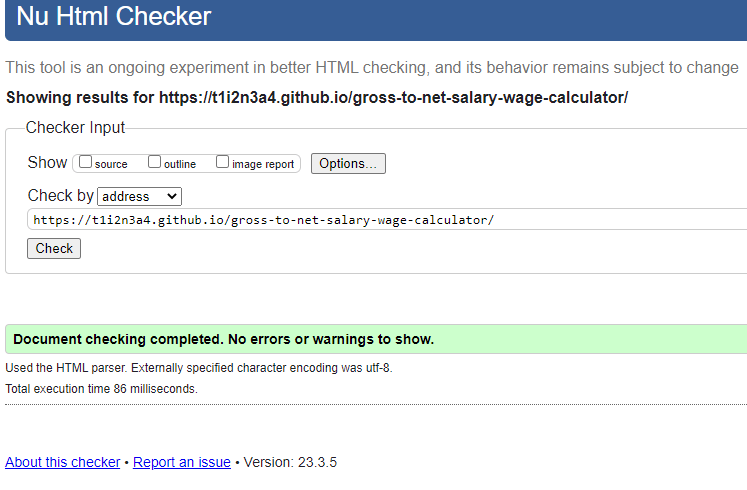 Nu Html Checker
This tool is an ongoing experiment in better HTML checking, and its behavior remains subject to change
Showing results for https://t1i2n3a4.github.io/gross-to-net-salary-wage-calculator/
Checker Input
Show source outline image report Options...
Check by address
https://t1i2n3a4.github.io/gross-to-net-salary-wage-calculator/
Check
Document checking completed. No errors or warnings to show.
Used the HTML parser. Externally specified character encoding was utf-8.
Total execution time 86 milliseconds.
About this checker • Report an issue • Version: 23.3.5